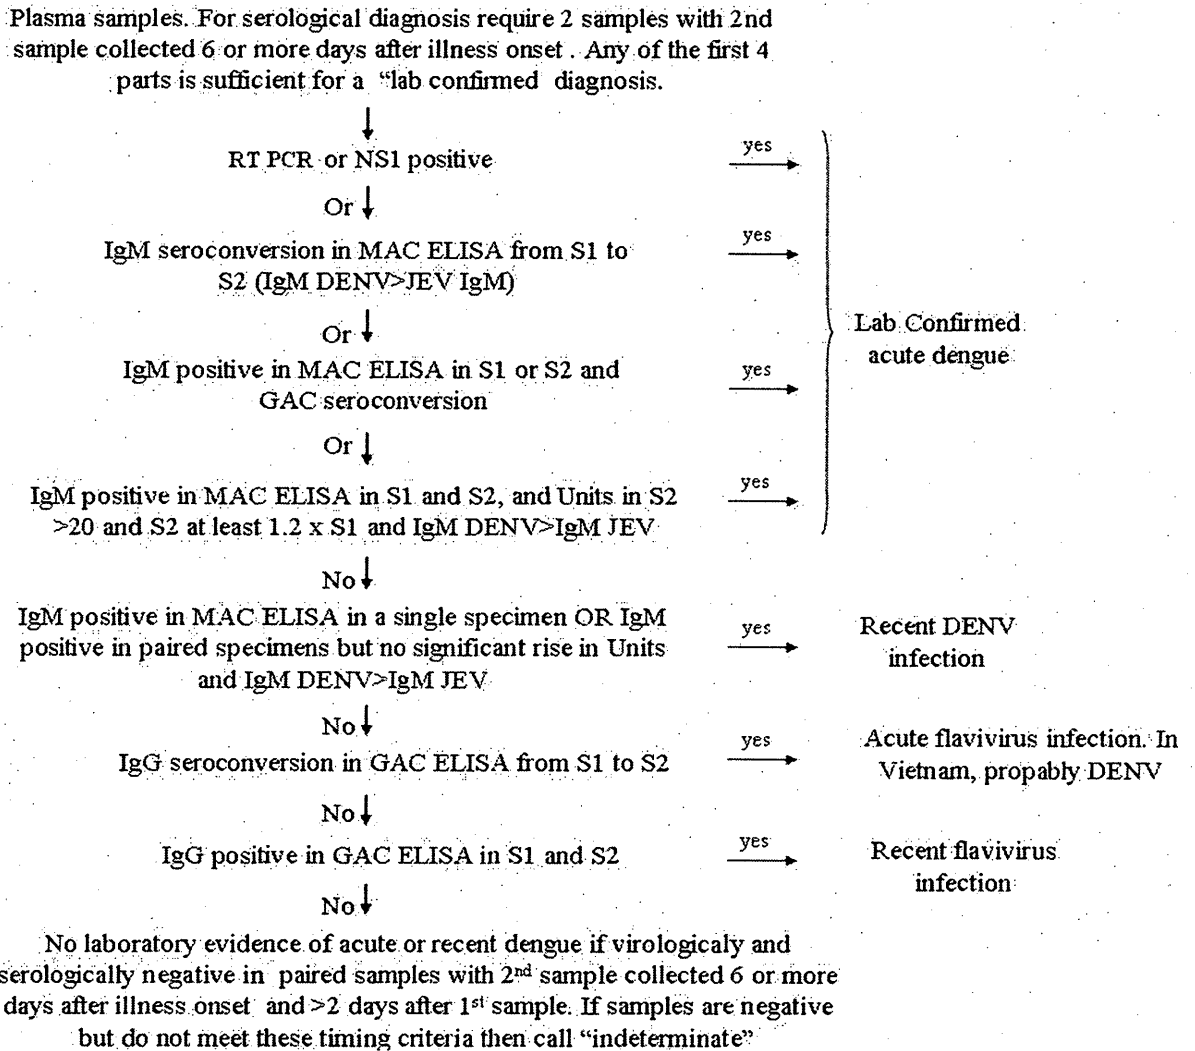 Plasma samples. For serological diagnosis require 2 samples with 2nd
sample collected 6 or more days after illness onset . Any of the first 4
parts is sufficient for a “lab confirmed diagnosis.
RT PCR or NS1 positive
yes
Or
IgM seroconversion in MAC ELISA from S1 to
S2 (IgM DENV>JEV IgM)
yes
Or
IgM positive in MAC ELISA in S1 or S2 and
GAC seroconversion
yes
Or
IgM positive in MAC ELISA in S1 and S2, and Units in S2
>20 and S2 at least 1.2 x S1 and IgM DENV>IgM JEV
yes
Lab Confirmed
acute dengue
No
IgM positive in MAC ELISA in a single specimen OR IgM
positive in paired specimens but no significant rise in Units
and IgM DENV>IgM JEV
yes
Recent DENV
infection
No
IgG seroconversion in GAC ELISA from S1 to S2
yes
Acute flavivirus infection. In
Vietnam, propably DENV
No
IgG positive in GAC ELISA in S1 and S2
yes
Recent flavivirus
infection
No
No laboratory evidence of acute or recent dengue if virologicaly and
serologically negative in paired samples with 2nd sample collected 6 or more
days after illness onset and >2 days after 1st sample. If samples are negative
but do not meet these timing criteria then call “indeterminate”